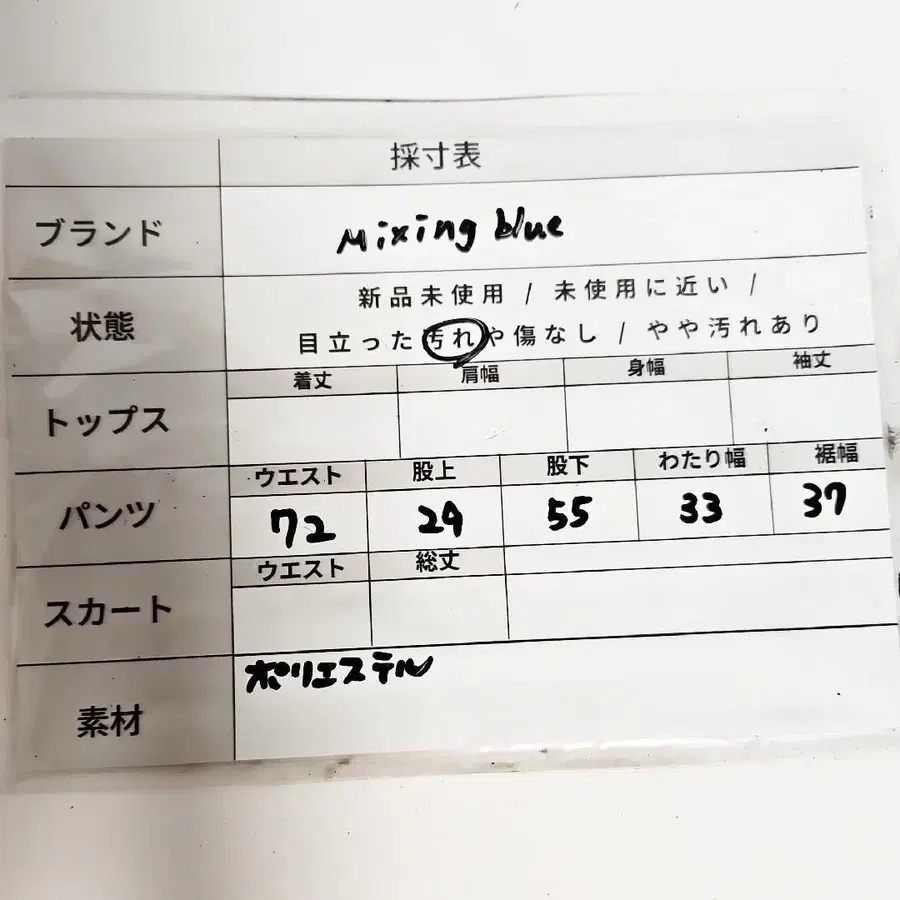 採寸表
ブランド Mixing blue
状態 新品未使用 / 未使用に近い /
目立った汚れや傷なし / やや汚れあり
着丈 肩幅 身幅 袖丈
トップス
ウエスト 股上 股下 わたり幅 裾幅
パンツ 72 29 55 33 37
ウエスト 総丈
スカート
素材 ポリエステル